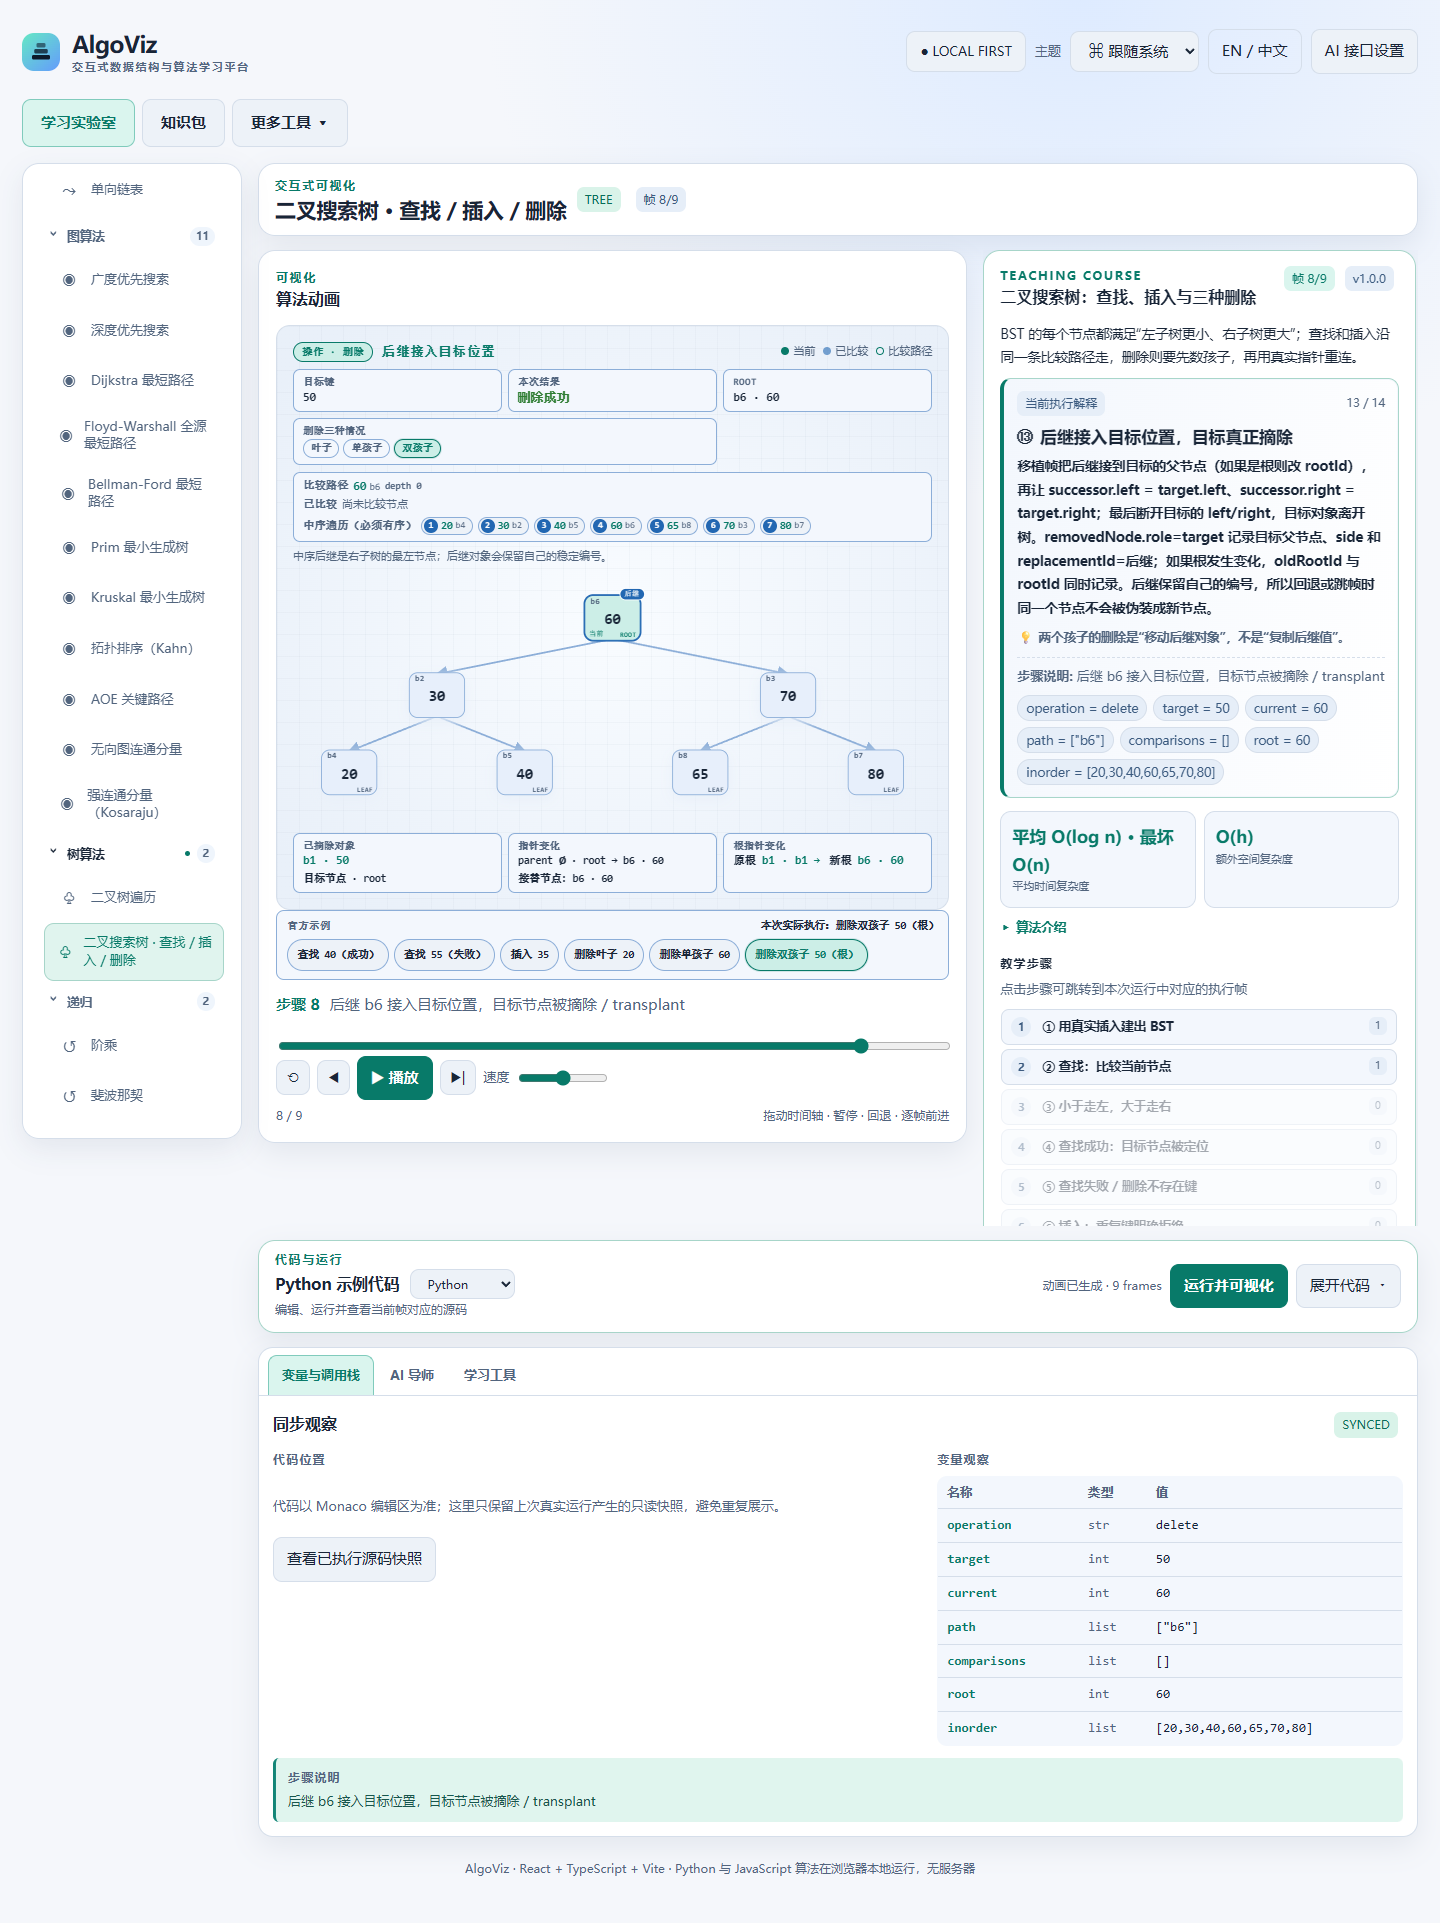 AlgoViz
交互式数据结构与算法学习平台
● LOCAL FIRST
主题
⌘ 跟随系统
EN / 中文
AI 接口设置
学习实验室
知识包
更多工具 ▾
单向链表
图算法
11
广度优先搜索
深度优先搜索
Dijkstra 最短路径
Floyd-Warshall 全源
最短路径
Bellman-Ford 最短
路径
Prim 最小生成树
Kruskal 最小生成树
拓扑排序（Kahn）
AOE 关键路径
无向图连通分量
强连通分量
（Kosaraju）
树算法
2
二叉树遍历
二叉搜索树 · 查找 / 插
入 / 删除
递归
2
阶乘
斐波那契
交互式可视化
二叉搜索树 • 查找 / 插入 / 删除
TREE
帧 8/9
可视化
算法动画
操作 · 删除
后继接入目标位置
当前
已比较
比较路径
目标键
50
本次结果
删除成功
ROOT
b6 · 60
删除三种情况
叶子
单孩子
双孩子
比较路径 60 b6 depth 0
已比较 尚未比较节点
中序遍历（必须有序） 1 20 b4 2 30 b2 3 40 b5 4 60 b6 5 65 b8 6 70 b3 7 80 b7
中序后继是右子树的最左节点；后继对象会保留自己的稳定编号。
b6
后继
60
当前
ROOT
b2
30
b3
70
b4
20
LEAF
b5
40
LEAF
b8
65
LEAF
b7
80
LEAF
已摘除对象
b1 · 50
目标节点 · root
指针变化
parent Ø · root → b6 · 60
接替节点：b6 · 60
根指针变化
原根 b1 · b1 → 新根 b6 · 60
官方示例
本次实际执行：删除双孩子 50（根）
查找 40（成功）
查找 55（失败）
插入 35
删除叶子 20
删除单孩子 60
删除双孩子 50（根）
步骤 8 后继 b6 接入目标位置，目标节点被摘除 / transplant
▶ 播放
速度
8 / 9
拖动时间轴 · 暂停 · 回退 · 逐帧前进
TEACHING COURSE
二叉搜索树：查找、插入与三种删除
帧 8/9
v1.0.0
BST 的每个节点都满足“左子树更小、右子树更大”；查找和插入沿
同一条比较路径走，删除则要先数孩子，再用真实指针重连。
当前执行解释
13 / 14
⑬ 后继接入目标位置，目标真正摘除
移植帧把后继接到目标的父节点（如果是根则改 rootId），
再让 successor.left = target.left、successor.right =
target.right；最后断开目标的 left/right，目标对象离开
树。removedNode.role=target 记录目标父节点、side 和
replacementId=后继；如果根发生变化，oldRootId 与
rootId 同时记录。后继保留自己的编号，所以回退或跳帧时
同一个节点不会被伪装成新节点。
💡 两个孩子的删除是“移动后继对象”，不是“复制后继值”。
步骤说明: 后继 b6 接入目标位置，目标节点被摘除 / transplant
operation = delete
target = 50
current = 60
path = ["b6"]
comparisons = []
root = 60
inorder = [20,30,40,60,65,70,80]
平均 O(log n) • 最坏
O(n)
平均时间复杂度
O(h)
额外空间复杂度
▸ 算法介绍
教学步骤
点击步骤可跳转到本次运行中对应的执行帧
1 ① 用真实插入建出 BST 1
2 ② 查找：比较当前节点 1
3 ③ 小于走左，大于走右 0
4 ④ 查找成功：目标节点被定位 0
5 ⑤ 查找失败 / 删除不存在键 0
代码与运行
Python 示例代码
Python
编辑、运行并查看当前帧对应的源码
动画已生成 · 9 frames
运行并可视化
展开代码
变量与调用栈
AI 导师
学习工具
同步观察
SYNCED
代码位置
代码以 Monaco 编辑区为准；这里只保留上次真实运行产生的只读快照，避免重复展示。
查看已执行源码快照
变量观察
名称 类型 值
operation str delete
target int 50
current int 60
path list ["b6"]
comparisons list []
root int 60
inorder list [20,30,40,60,65,70,80]
步骤说明
后继 b6 接入目标位置，目标节点被摘除 / transplant
AlgoViz · React + TypeScript + Vite · Python 与 JavaScript 算法在浏览器本地运行，无服务器